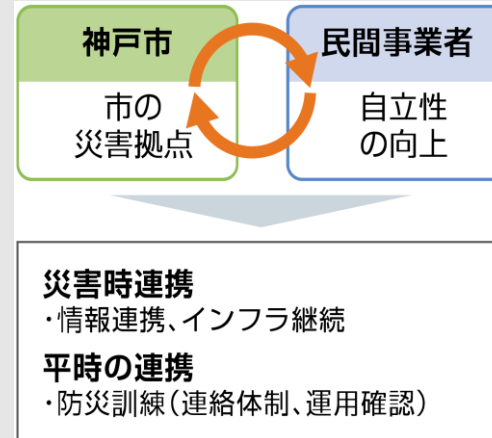 神戸市
市の
災害拠点
民間事業者
自立性
の向上
災害時連携
・情報連携、インフラ継続
平時の連携
・防災訓練（連絡体制、運用確認）